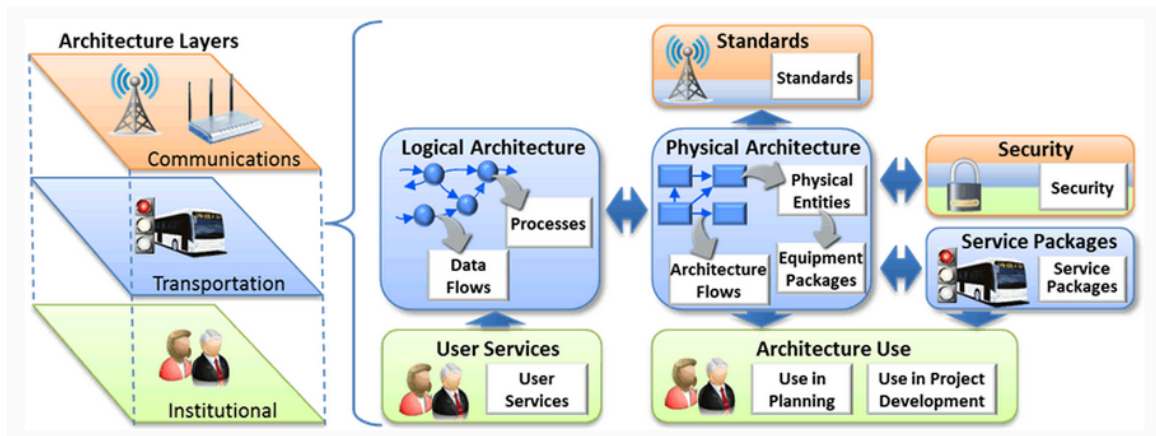 Architecture Layers
Communications
Transportation
Institutional
Logical Architecture
Processes
Data
Flows
User Services
User
Services
Standards
Standards
Physical Architecture
Physical
Entities
Equipment
Packages
Architecture
Flows
Security
Security
Service Packages
Service
Packages
Architecture Use
Use in
Planning
Use in Project
Development